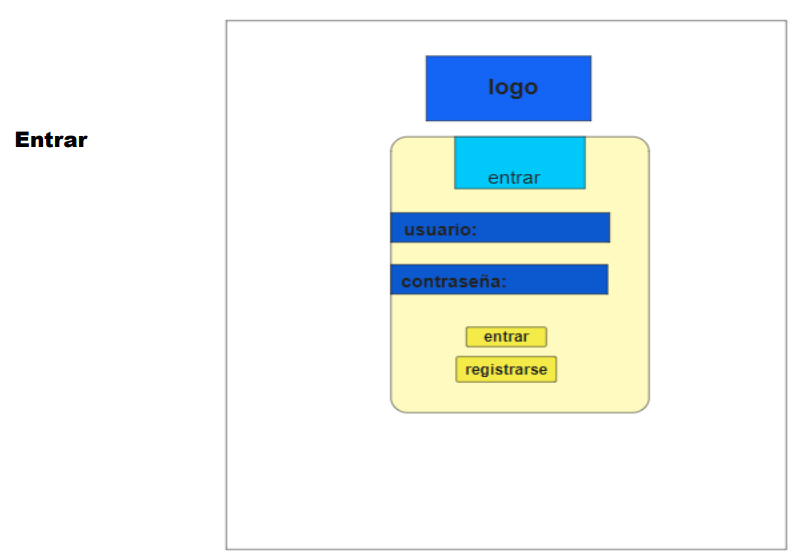 logo
Entrar
entrar
usuario:
contraseña:
entrar
registrarse